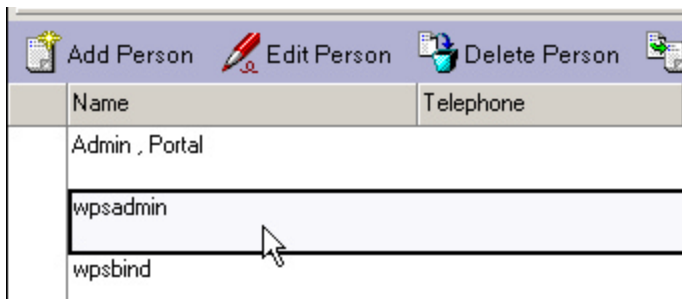 Add Person Edit Person Delete Person
Name Telephone
Admin , Portal
wpsadmin
wpsbind